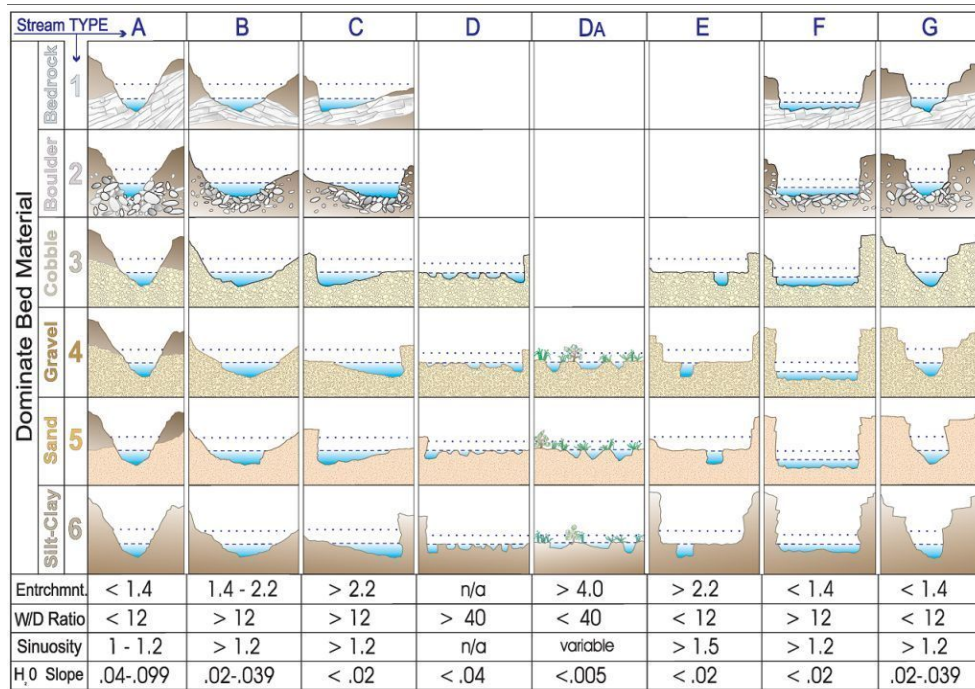 Stream TYPE A B C D DA E F G
Dominate Bed Material
Bedrock 1
Boulder 2
Cobble 3
Gravel 4
Sand 5
Silt-Clay 6
Entrchmnt. < 1.4 1.4 - 2.2 > 2.2 n/a > 4.0 > 2.2 < 1.4 < 1.4
W/D Ratio < 12 > 12 > 12 > 40 < 40 < 12 > 12 < 12
Sinuosity 1 - 1.2 > 1.2 > 1.2 n/a variable > 1.5 > 1.2 > 1.2
H₂0 Slope .04-.099 .02-.039 < .02 < .04 <.005 < .02 < .02 .02-.039